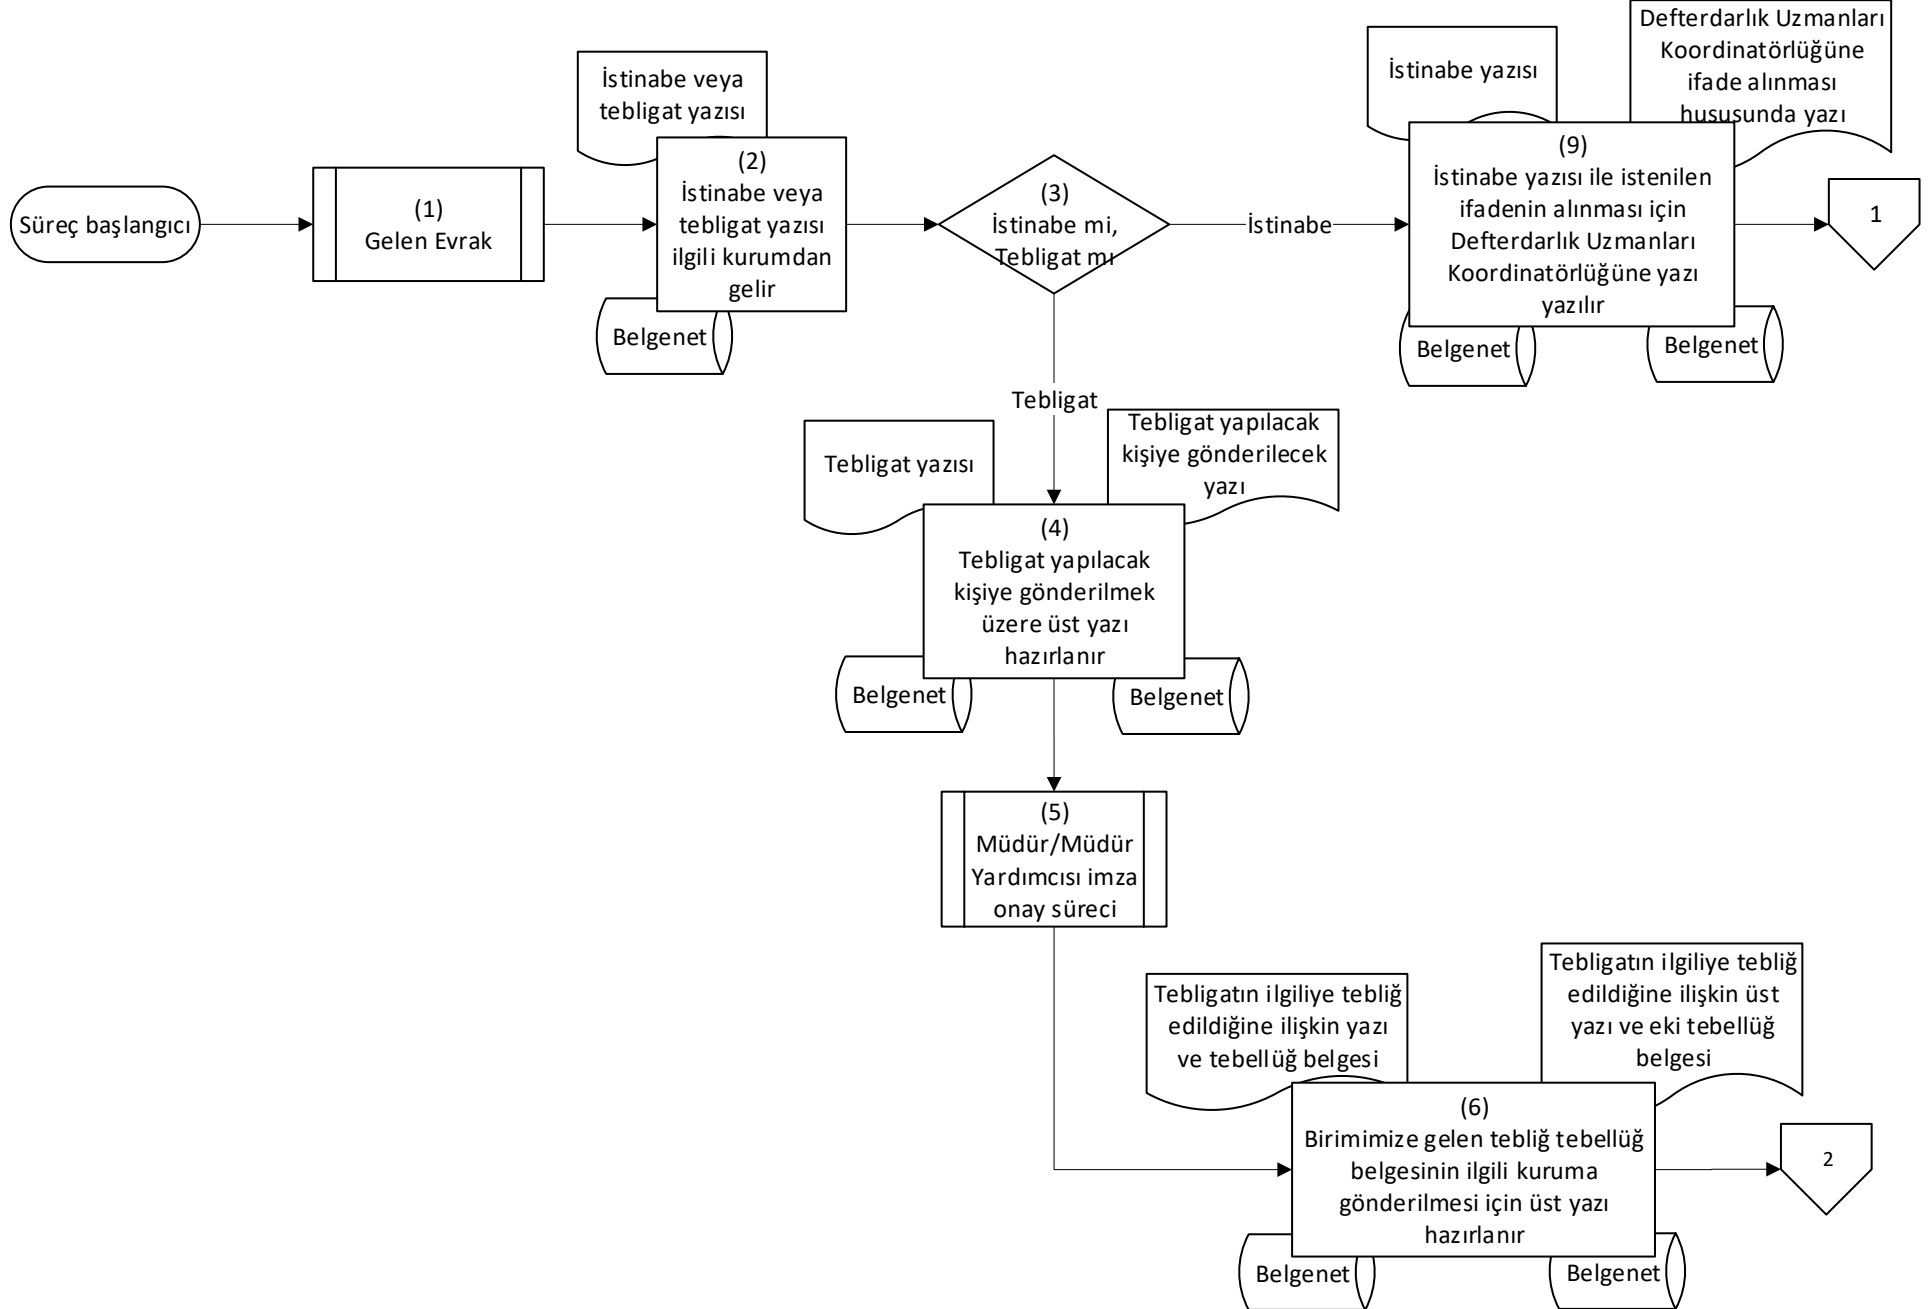 Süreç başlangıcı
(1)
Gelen Evrak
İstinabe veya
tebligat yazısı
(2)
İstinabe veya
tebligat yazısı
ilgili kurumdan
gelir
Belgenet
(3)
İstinabe mi,
Tebligat mı
İstinabe
İstinabe yazısı
Defterdarlık Uzmanları
Koordinatörlüğüne
ifade alınması
hususunda yazı
(9)
İstinabe yazısı ile istenilen
ifadenin alınması için
Defterdarlık Uzmanları
Koordinatörlüğüne yazı
yazılır
Belgenet
Belgenet
1
Tebligat
Tebligat yazısı
Tebligat yapılacak
kişiye gönderilecek
yazı
(4)
Tebligat yapılacak
kişiye gönderilmek
üzere üst yazı
hazırlanır
Belgenet
Belgenet
(5)
Müdür/Müdür
Yardımcısı imza
onay süreci
Tebligatın ilgiliye tebliğ
edildiğine ilişkin yazı
ve tebellüğ belgesi
Tebligatın ilgiliye tebliğ
edildiğine ilişkin üst
yazı ve eki tebellüğ
belgesi
(6)
Birimimize gelen tebliğ tebellüğ
belgesinin ilgili kuruma
gönderilmesi için üst yazı
hazırlanır
Belgenet
Belgenet
2